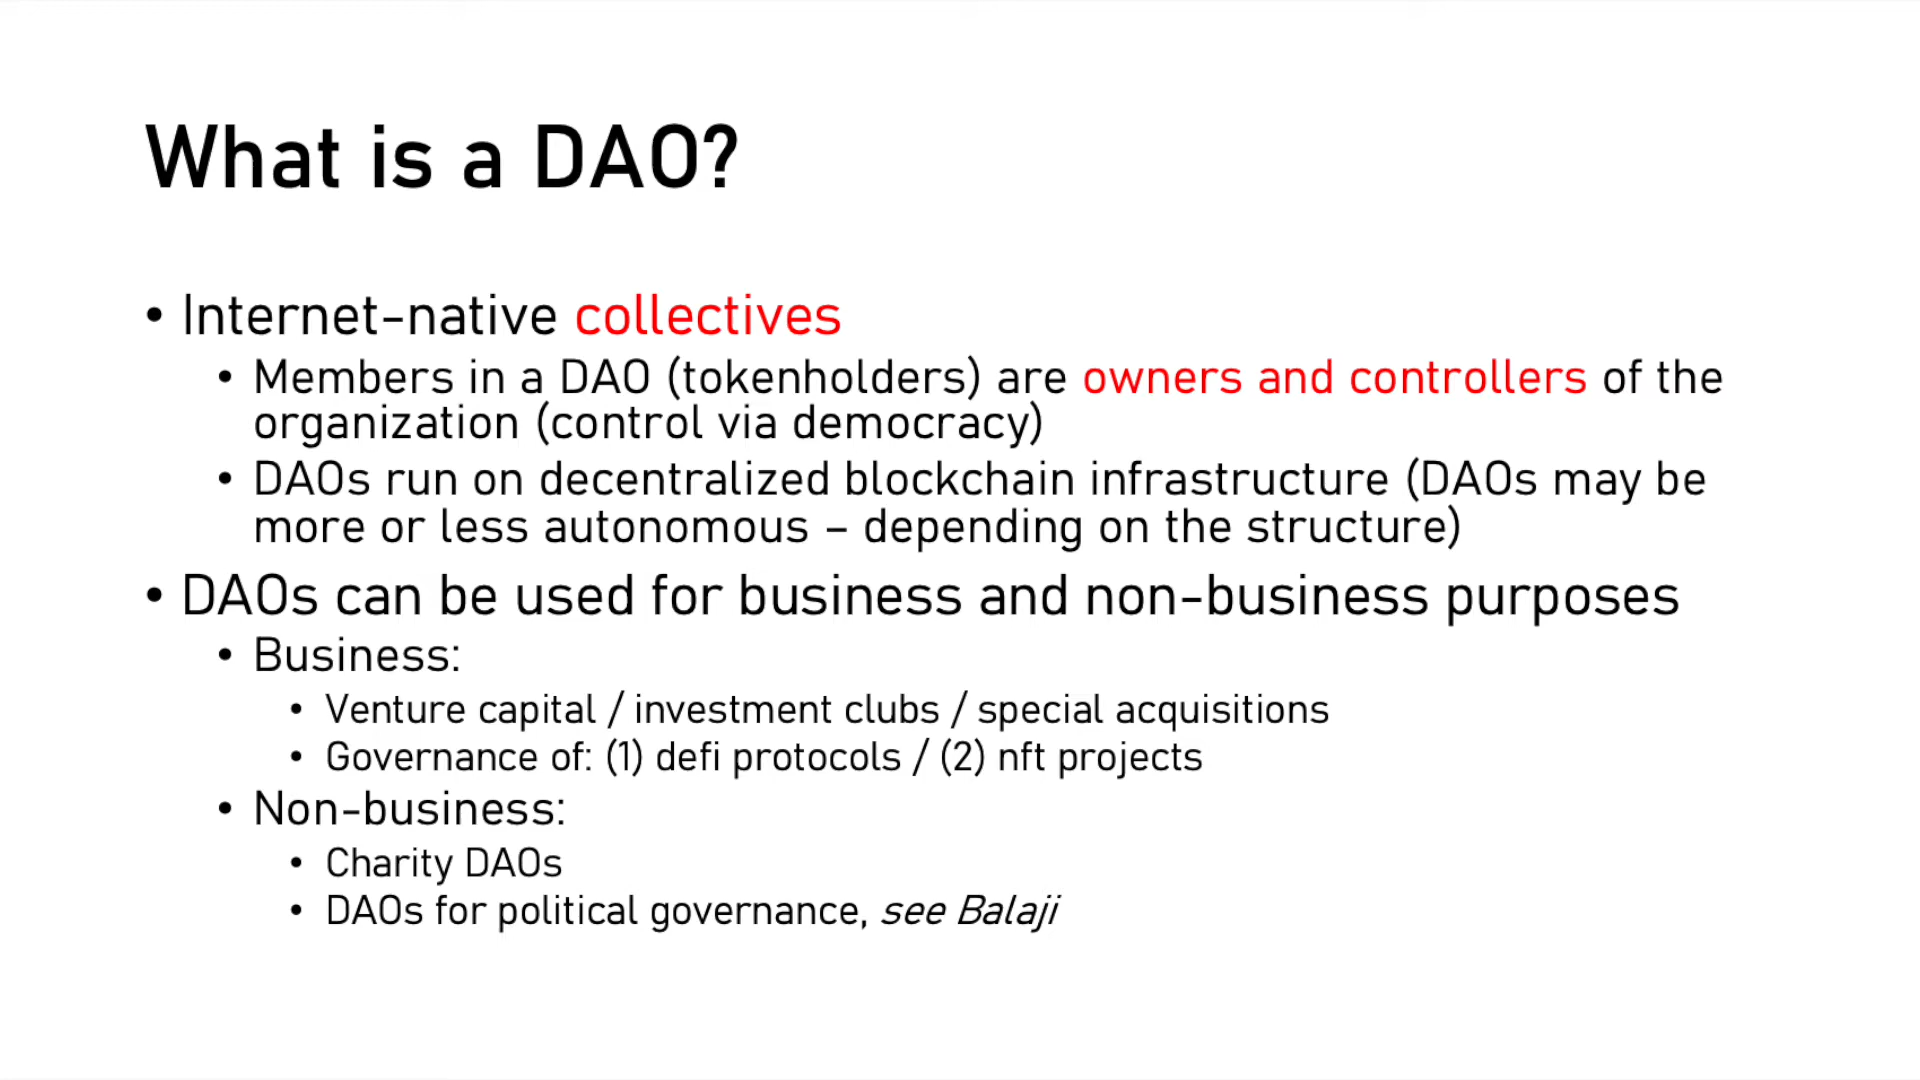 What is a DAO?
• Internet-native collectives
• Members in a DAO (tokenholders) are owners and controllers of the
organization (control via democracy)
• DAOs run on decentralized blockchain infrastructure (DAOs may be
more or less autonomous – depending on the structure)
• DAOs can be used for business and non-business purposes
• Business:
• Venture capital / investment clubs / special acquisitions
• Governance of: (1) defi protocols / (2) nft projects
• Non-business:
• Charity DAOs
• DAOs for political governance, see Balaji